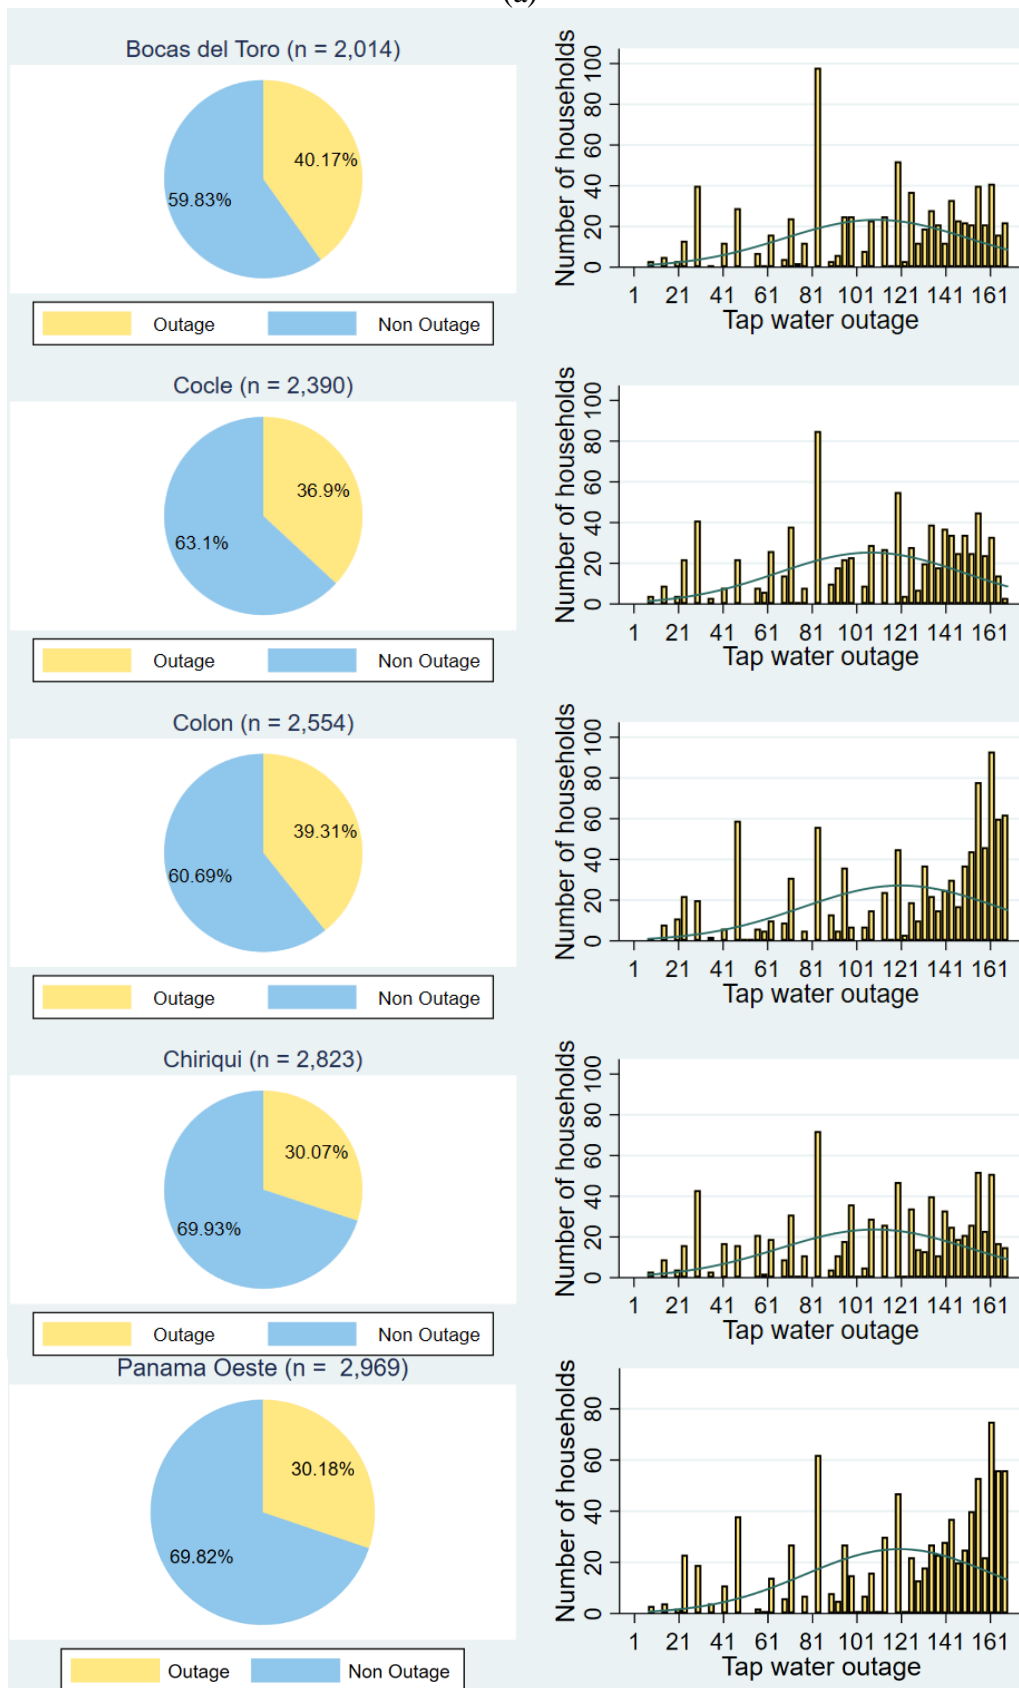 (a)
Bocas del Toro (n = 2,014)
40.17%
59.83%
Outage Non Outage
Number of households
0 20 40 60 80 100
1 21 41 61 81 101 121 141 161
Tap water outage
Cocle (n = 2,390)
36.9%
63.1%
Outage Non Outage
Number of households
0 20 40 60 80 100
1 21 41 61 81 101 121 141 161
Tap water outage
Colon (n = 2,554)
39.31%
60.69%
Outage Non Outage
Number of households
0 20 40 60 80 100
1 21 41 61 81 101 121 141 161
Tap water outage
Chiriqui (n = 2,823)
30.07%
69.93%
Outage Non Outage
Number of households
0 20 40 60 80 100
1 21 41 61 81 101 121 141 161
Tap water outage
Panama Oeste (n = 2,969)
30.18%
69.82%
Outage Non Outage
Number of households
0 20 40 60 80
1 21 41 61 81 101 121 141 161
Tap water outage